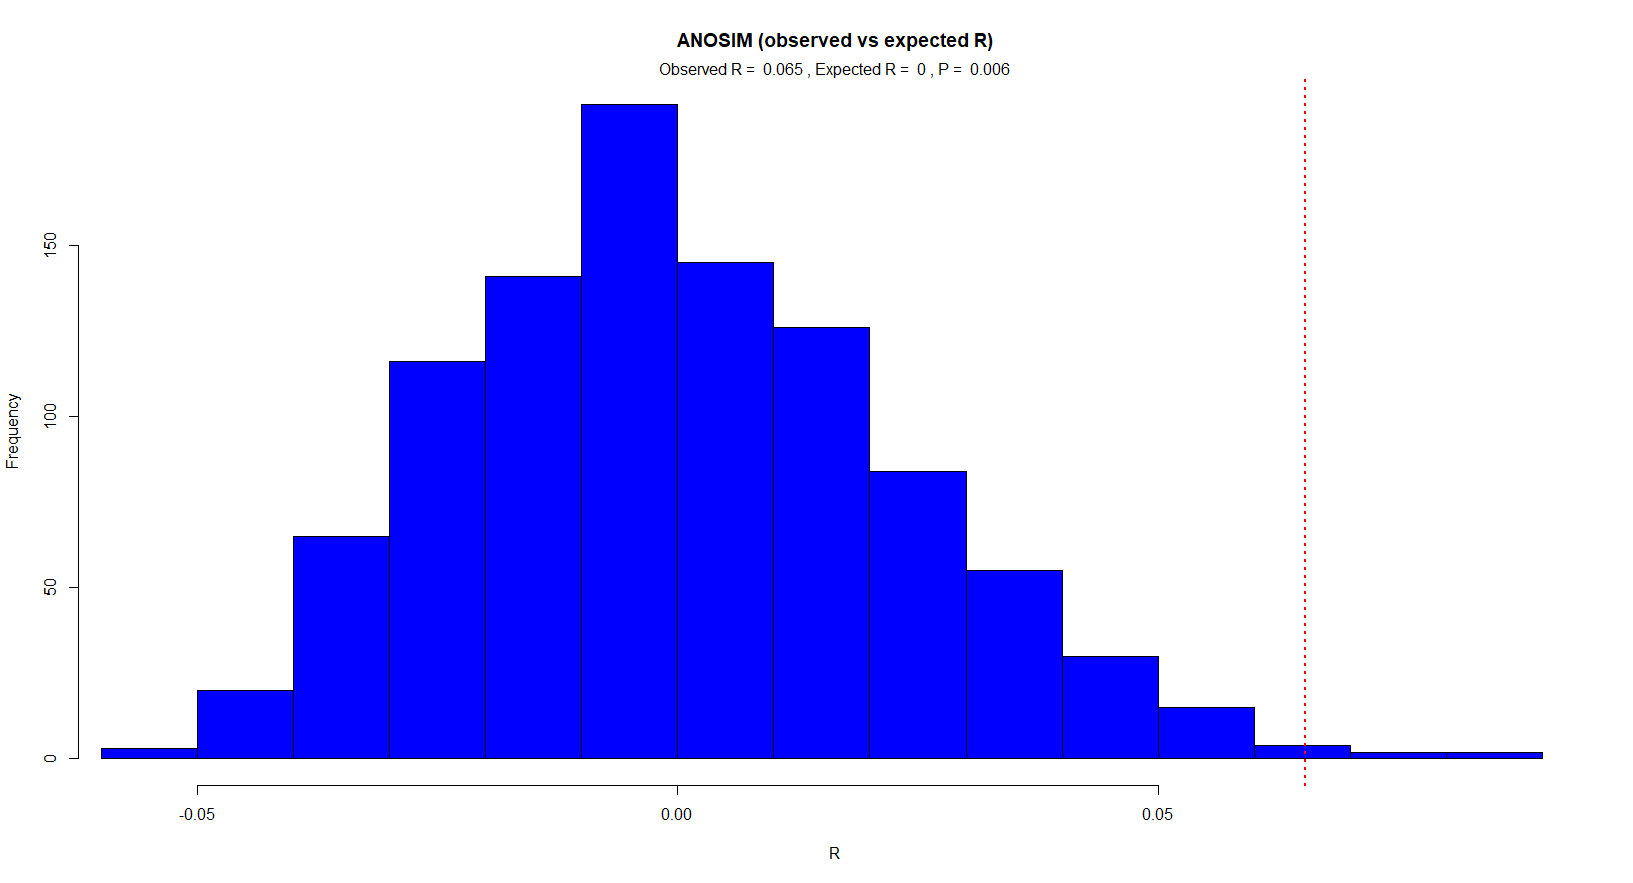 ANOSIM (observed vs expected R)
Observed R =  0.065 , Expected R =  0 , P =  0.006
150
100
50
0
Frequency
-0.05
0.00
0.05
R